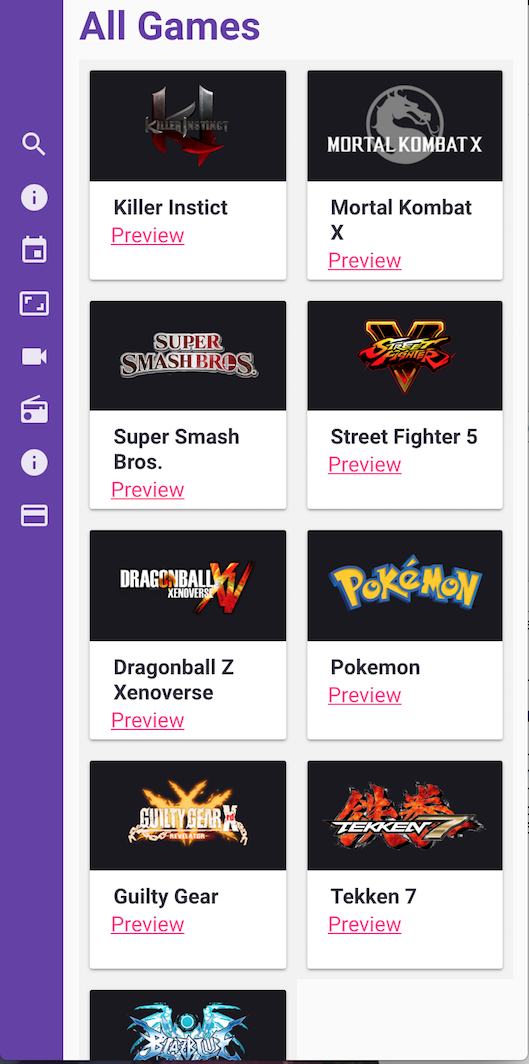 All Games
KILLER INSTINCT
Killer Instict
Preview
MORTAL KOMBAT X
Mortal Kombat
X
Preview
SUPER
SMASH BROS.
Super Smash
Bros.
Preview
V
STREET
FIGHTER
Street Fighter 5
Preview
DRAGONBALL XV
XENOVERSE
Dragonball Z
Xenoverse
Preview
POKéMON
Pokemon
Preview
GUILTY GEAR X
-REVELATOR-
Guilty Gear
Preview
鉄拳
TEKKEN 7
Tekken 7
Preview
BLAZBLUE